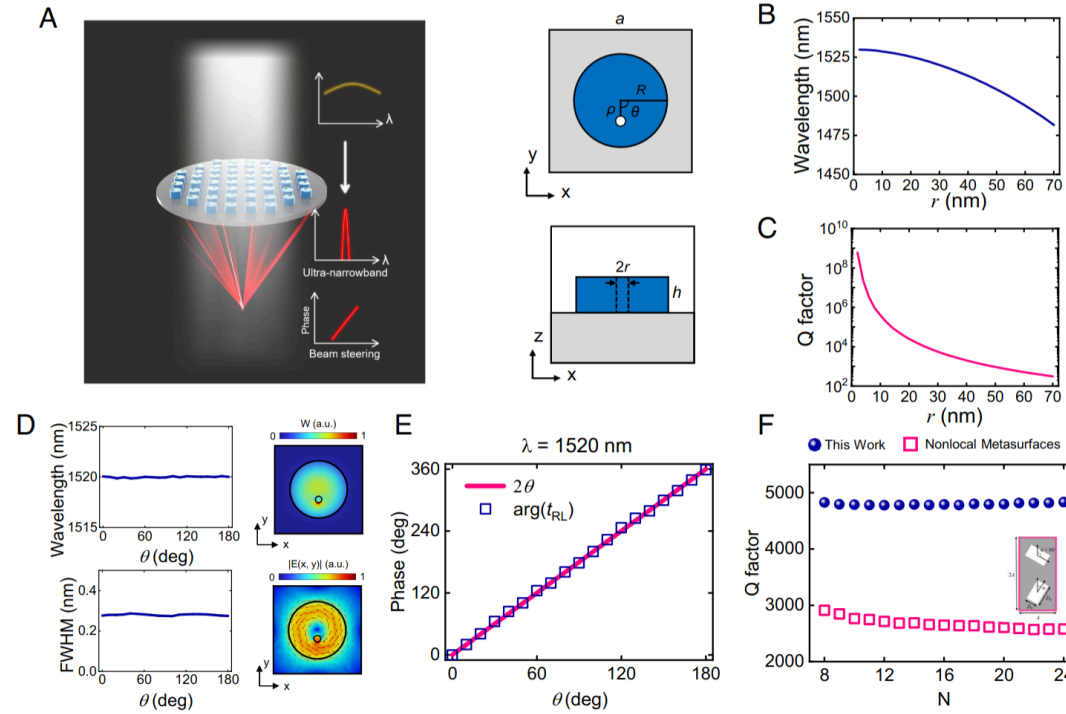 A
λ
λ
Ultra-narrowband
Phase
λ
Beam steering
a
R
ρ
θ
y
x
2r
h
z
x
B
Wavelength (nm)
1550
1525
1500
1475
1450
0 10 20 30 40 50 60 70
r (nm)
C
Q factor
10^10
10^8
10^6
10^4
10^2
0 10 20 30 40 50 60 70
r (nm)
D
Wavelength (nm)
1525
1520
1515
0 60 120 180
θ (deg)
W (a.u.)
0 1
y
x
FWHM (nm)
0.4
0.2
0.0
0 60 120 180
θ (deg)
|E(x, y)| (a.u.)
0 1
y
x
E
λ = 1520 nm
Phase (deg)
360
240
120
0
2θ
arg(t_RL)
0 60 120 180
θ (deg)
F
This Work
Nonlocal Metasurfaces
Q factor
5000
4000
3000
2000
8 12 16 20 24
N